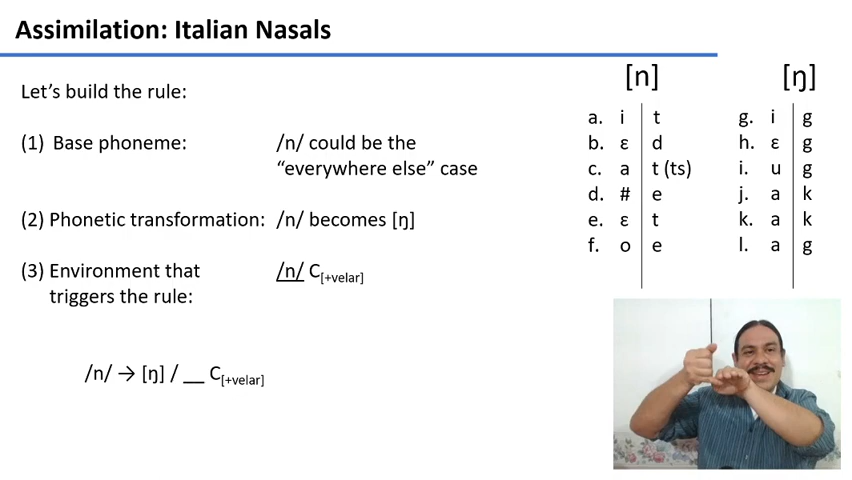 Assimilation: Italian Nasals
Let's build the rule:
(1) Base phoneme: /n/ could be the
"everywhere else" case
(2) Phonetic transformation: /n/ becomes [ŋ]
(3) Environment that /n/ C[+velar]
triggers the rule:
/n/ → [ŋ] / __ C[+velar]
[n]
a. i t
b. ɛ d
c. a t (ts)
d. # e
e. ɛ t
f. o e
[ŋ]
g. i g
h. ɛ g
i. u g
j. a k
k. a k
l. a g